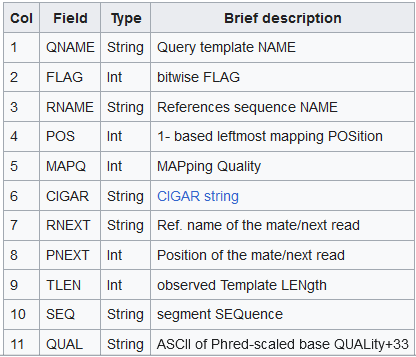 Col Field Type Brief description
1 QNAME String Query template NAME
2 FLAG Int bitwise FLAG
3 RNAME String References sequence NAME
4 POS Int 1- based leftmost mapping POSition
5 MAPQ Int MAPping Quality
6 CIGAR String CIGAR string
7 RNEXT String Ref. name of the mate/next read
8 PNEXT Int Position of the mate/next read
9 TLEN Int observed Template LENgth
10 SEQ String segment SEQuence
11 QUAL String ASCII of Phred-scaled base QUALity+33